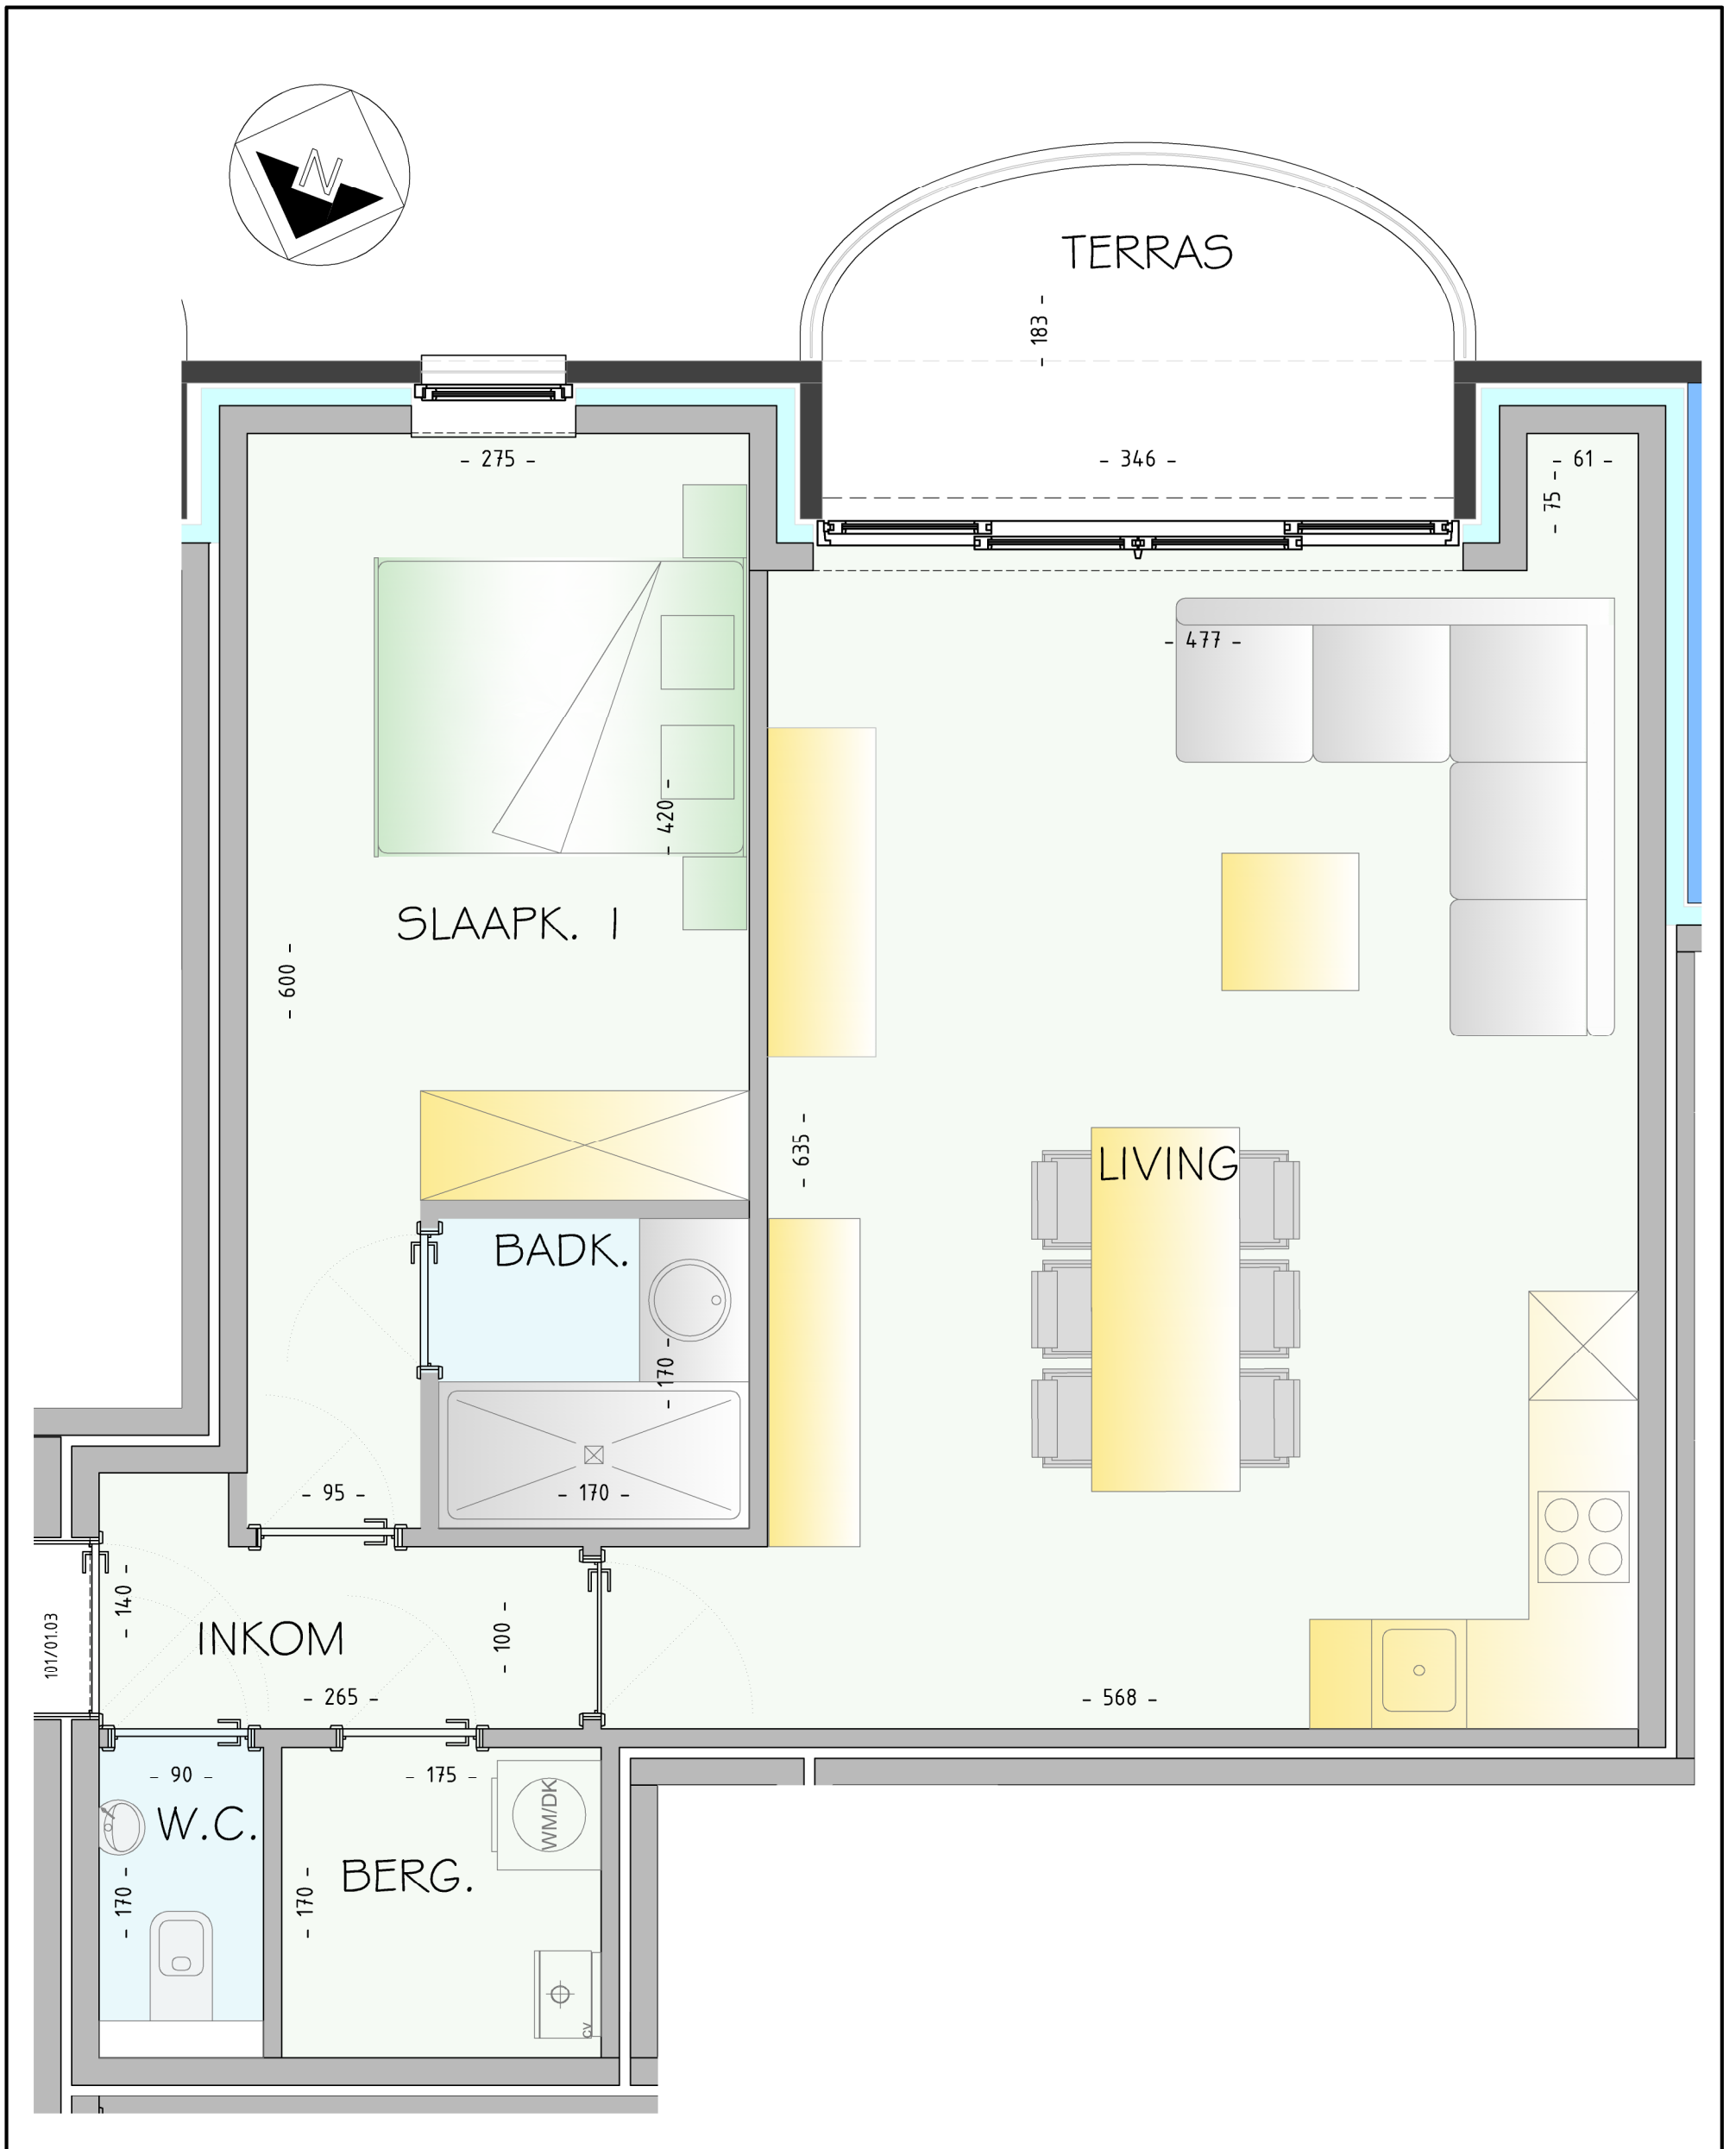 N
TERRAS
- 183 -
- 275 -
- 346 -
- 61 -
- 75 -
- 477 -
- 420 -
SLAAPK. 1
- 600 -
- 635 -
LIVING
BADK.
- 170 -
- 95 -
- 170 -
- 140 -
101/01.03
INKOM
- 100 -
- 265 -
- 568 -
- 90 -
- 175 -
WM/DK
W.C.
BERG.
- 170 -
- 170 -
CV